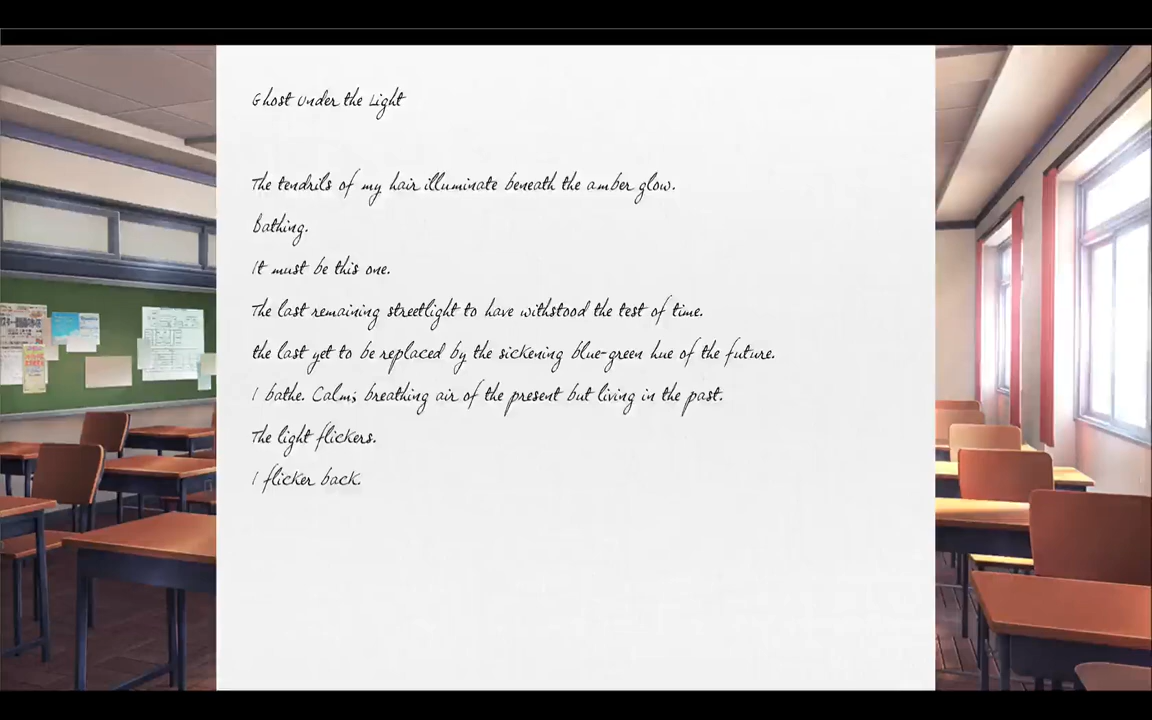 Ghost Under the Light
The tendrils of my hair illuminate beneath the amber glow.
Bathing.
It must be this one.
The last remaining streetlight to have withstood the test of time.
the last yet to be replaced by the sickening blue-green hue of the future.
I bathe. Calm; breathing air of the present but living in the past.
The light flickers.
I flicker back.